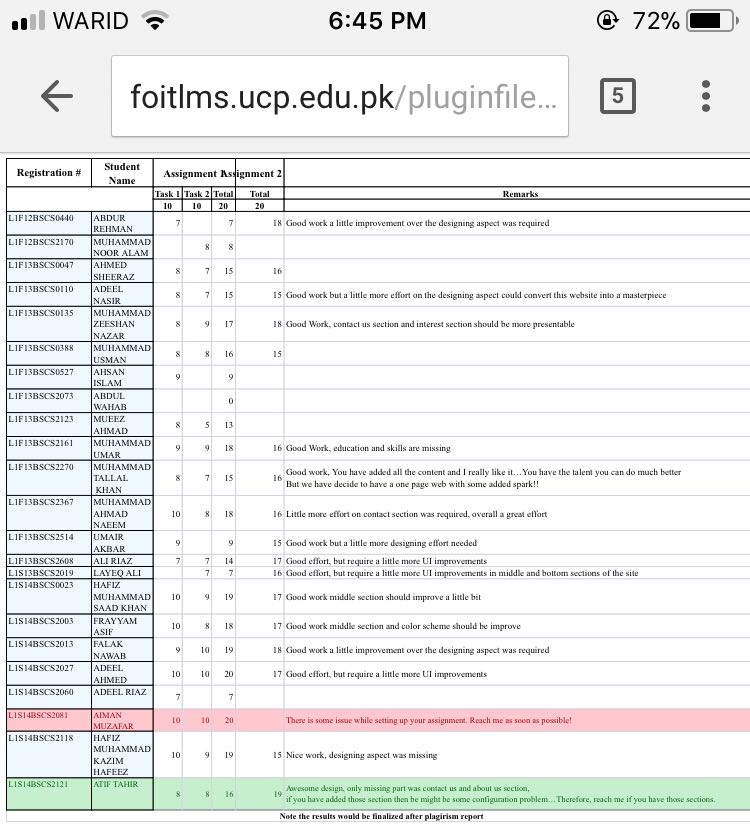 WARID 6:45 PM 72%
foitlms.ucp.edu.pk/pluginfile... 5
Registration # Student Name Assignment 1 Assignment 2
Task 1 Task 2 Total Total Remarks
10 10 20 20
L1F12BSCS0440 ABDUR REHMAN 7 7 18 Good work a little improvement over the designing aspect was required
L1F12BSCS2170 MUHAMMAD NOOR ALAM 8 8
L1F13BSCS0047 AHMED SHEERAZ 8 7 15 16
L1F13BSCS0110 ADEEL NASIR 8 7 15 15 Good work but a little more effort on the designing aspect could convert this website into a masterpiece
L1F13BSCS0135 MUHAMMAD ZEESHAN NAZAR 8 9 17 18 Good Work, contact us section and interest section should be more presentable
L1F13BSCS0388 MUHAMMAD USMAN 8 8 16 15
L1F13BSCS0527 AHSAN ISLAM 9 9
L1F13BSCS2073 ABDUL WAHAB 0
L1F13BSCS2123 MUEEZ AHMAD 8 5 13
L1F13BSCS2161 MUHAMMAD UMAR 9 9 18 16 Good Work, education and skills are missing
L1F13BSCS2270 MUHAMMAD TALLAL KHAN 8 7 15 16 Good work, You have added all the content and I really like it…You have the talent you can do much better
But we have decide to have a one page web with some added spark!!
L1F13BSCS2367 MUHAMMAD AHMAD NAEEM 10 8 18 16 Little more effort on contact section was required, overall a great effort
L1F13BSCS2514 UMAIR AKBAR 9 9 15 Good work but a little more designing effort needed
L1F13BSCS2608 ALI RIAZ 7 7 14 17 Good effort, but require a little more UI improvements
L1S13BSCS2019 LAYEQ ALI 7 7 16 Good effort, but require a little more UI improvements in middle and bottom sections of the site
L1S14BSCS0023 HAFIZ MUHAMMAD SAAD KHAN 10 9 19 17 Good work middle section should improve a little bit
L1S14BSCS2003 FRAYYAM ASIF 10 8 18 17 Good work middle section and color scheme should be improve
L1S14BSCS2013 FALAK NAWAB 9 10 19 18 Good work a little improvement over the designing aspect was required
L1S14BSCS2027 ADEEL AHMED 10 10 20 17 Good effort, but require a little more UI improvements
L1S14BSCS2060 ADEEL RIAZ 7 7
L1S14BSCS2081 AIMAN MUZAFAR 10 10 20 There is some issue while setting up your assignment. Reach me as soon as possible!
L1S14BSCS2118 HAFIZ MUHAMMAD KAZIM HAFEEZ 10 9 19 15 Nice work, designing aspect was missing
L1S14BSCS2121 ATIF TAHIR 8 8 16 19 Awesome design, only missing part was contact us and about us section,
if you have added those section then be might be some configuration problem…Therefore, reach me if you have those sections.
Note the results would be finalized after plagirism report